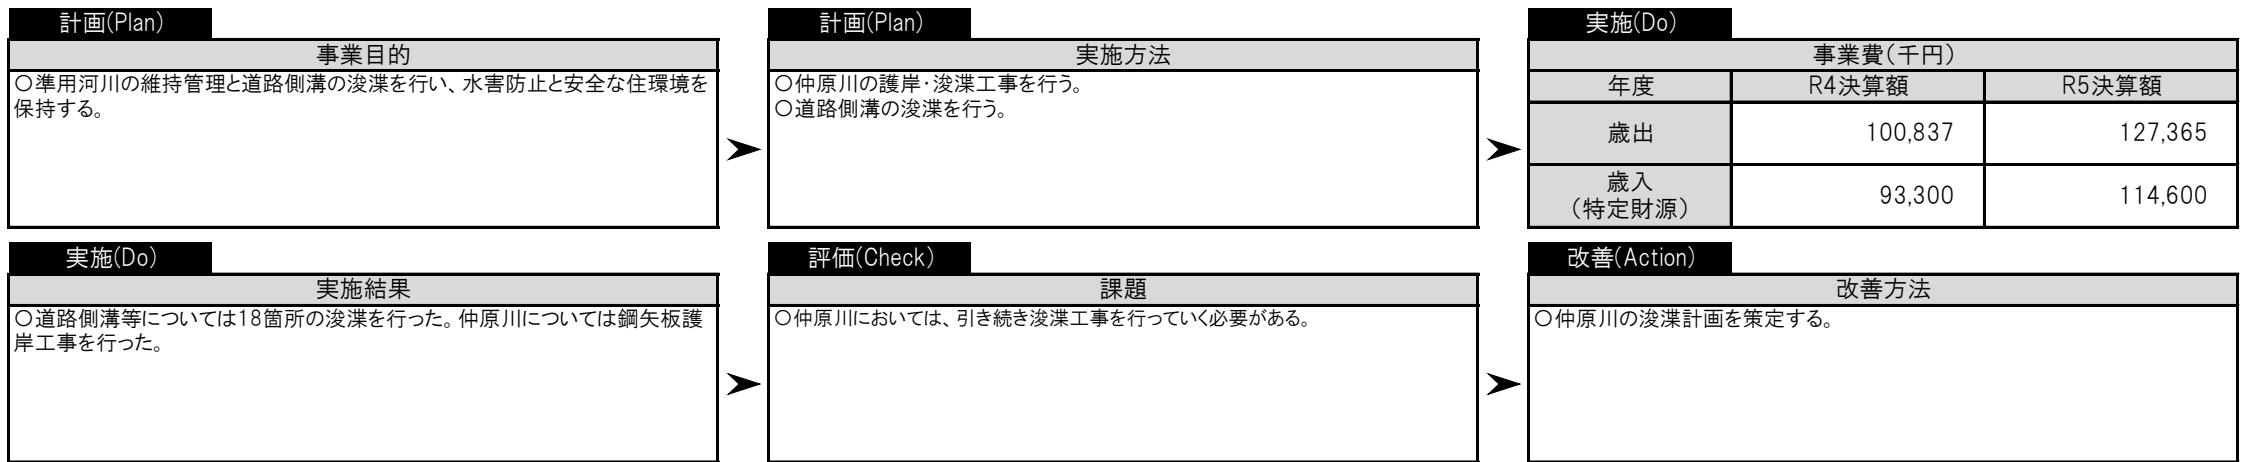 計画(Plan)
事業目的
○準用河川の維持管理と道路側溝の浚渫を行い、水害防止と安全な住環境を
保持する。
計画(Plan)
実施方法
○仲原川の護岸・浚渫工事を行う。
○道路側溝の浚渫を行う。
実施(Do)
事業費(千円)
年度 R4決算額 R5決算額
歳出 100,837 127,365
歳入
(特定財源) 93,300 114,600
実施(Do)
実施結果
○道路側溝等については18箇所の浚渫を行った。仲原川については鋼矢板護
岸工事を行った。
評価(Check)
課題
○仲原川においては、引き続き浚渫工事を行っていく必要がある。
改善(Action)
改善方法
○仲原川の浚渫計画を策定する。